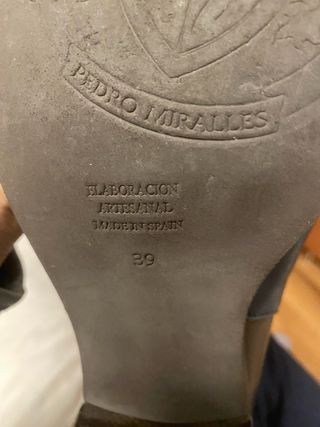 PEDRO MIRALLES
ELABORACION
ARTESANAL
MADE IN SPAIN
39